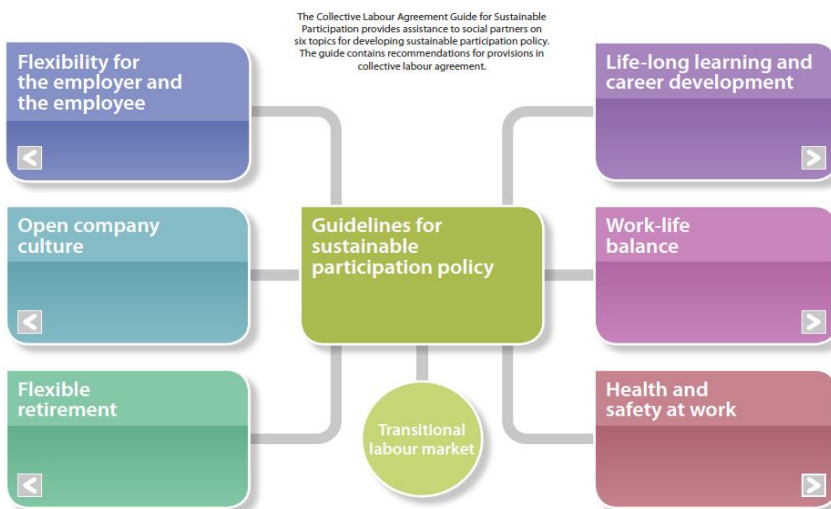 The Collective Labour Agreement Guide for Sustainable
Participation provides assistance to social partners on
six topics for developing sustainable participation policy.
The guide contains recommendations for provisions in
collective labour agreement.
Flexibility for
the employer and
the employee
Life-long learning and
career development
Open company
culture
Guidelines for
sustainable
participation policy
Work-life
balance
Flexible
retirement
Transitional
labour market
Health and
safety at work